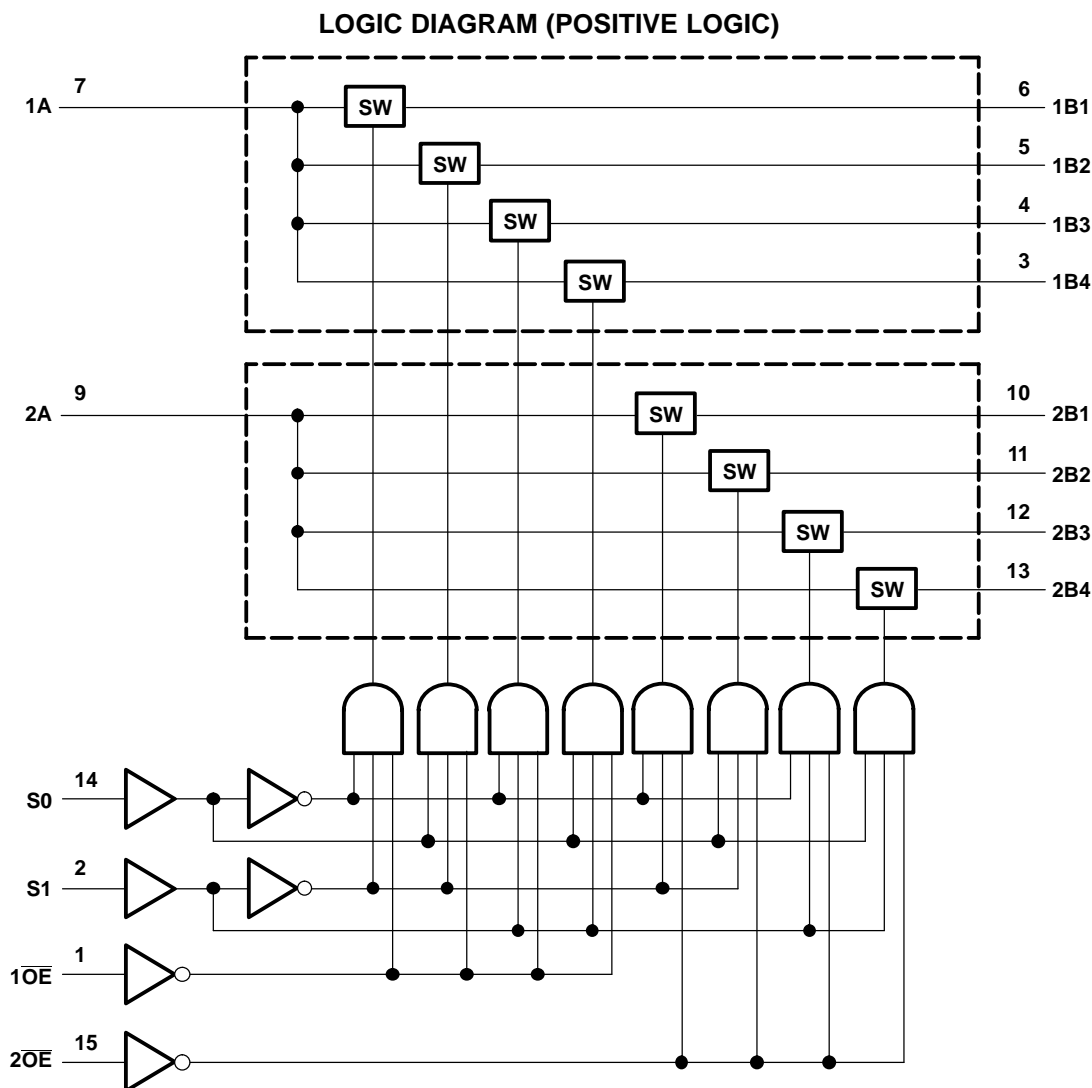 LOGIC DIAGRAM (POSITIVE LOGIC)
1A 7 SW 6 1B1
SW 5 1B2
SW 4 1B3
SW 3 1B4
2A 9 SW 10 2B1
SW 11 2B2
SW 12 2B3
SW 13 2B4
S0 14
S1 2
1O̅E̅ 1
2O̅E̅ 15